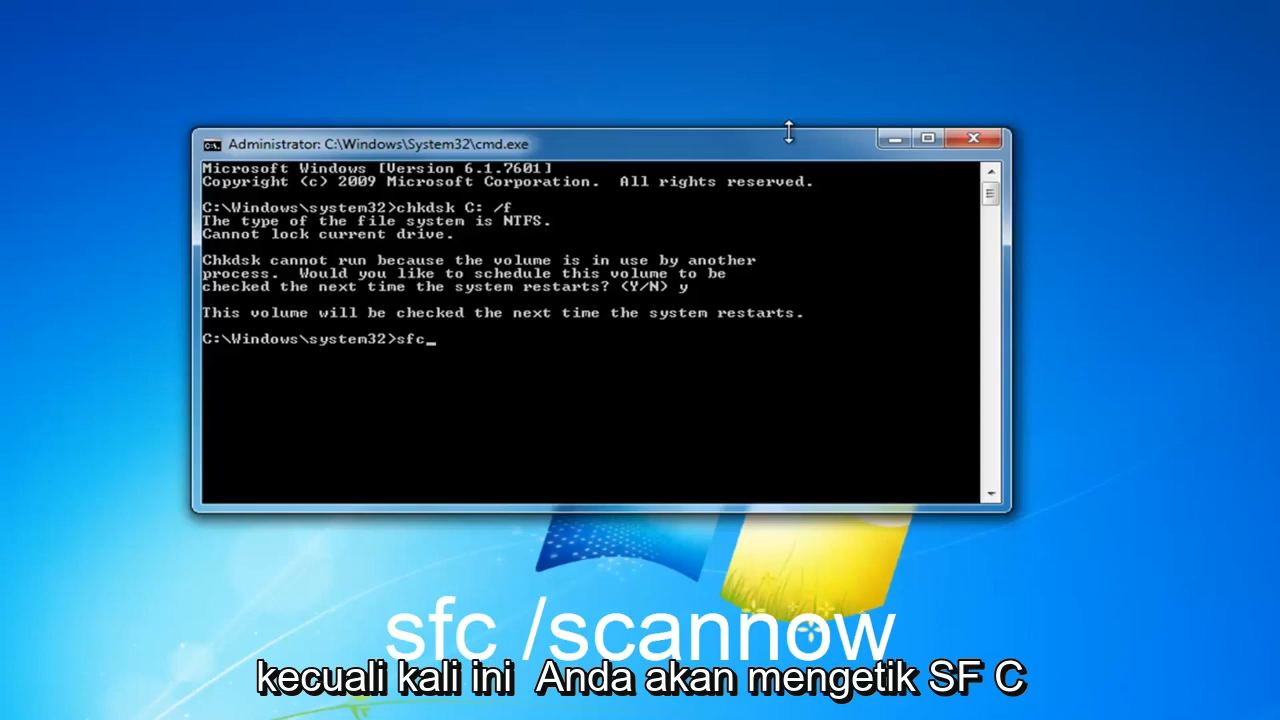 Administrator: C:\Windows\System32\cmd.exe
Microsoft Windows [Version 6.1.7601]
Copyright (c) 2009 Microsoft Corporation.  All rights reserved.
C:\Windows\system32>chkdsk C: /f
The type of the file system is NTFS.
Cannot lock current drive.
Chkdsk cannot run because the volume is in use by another
process.  Would you like to schedule this volume to be
checked the next time the system restarts? (Y/N) y
This volume will be checked the next time the system restarts.
C:\Windows\system32>sfc_
sfc /scannow
kecuali kali ini  Anda akan mengetik SF C